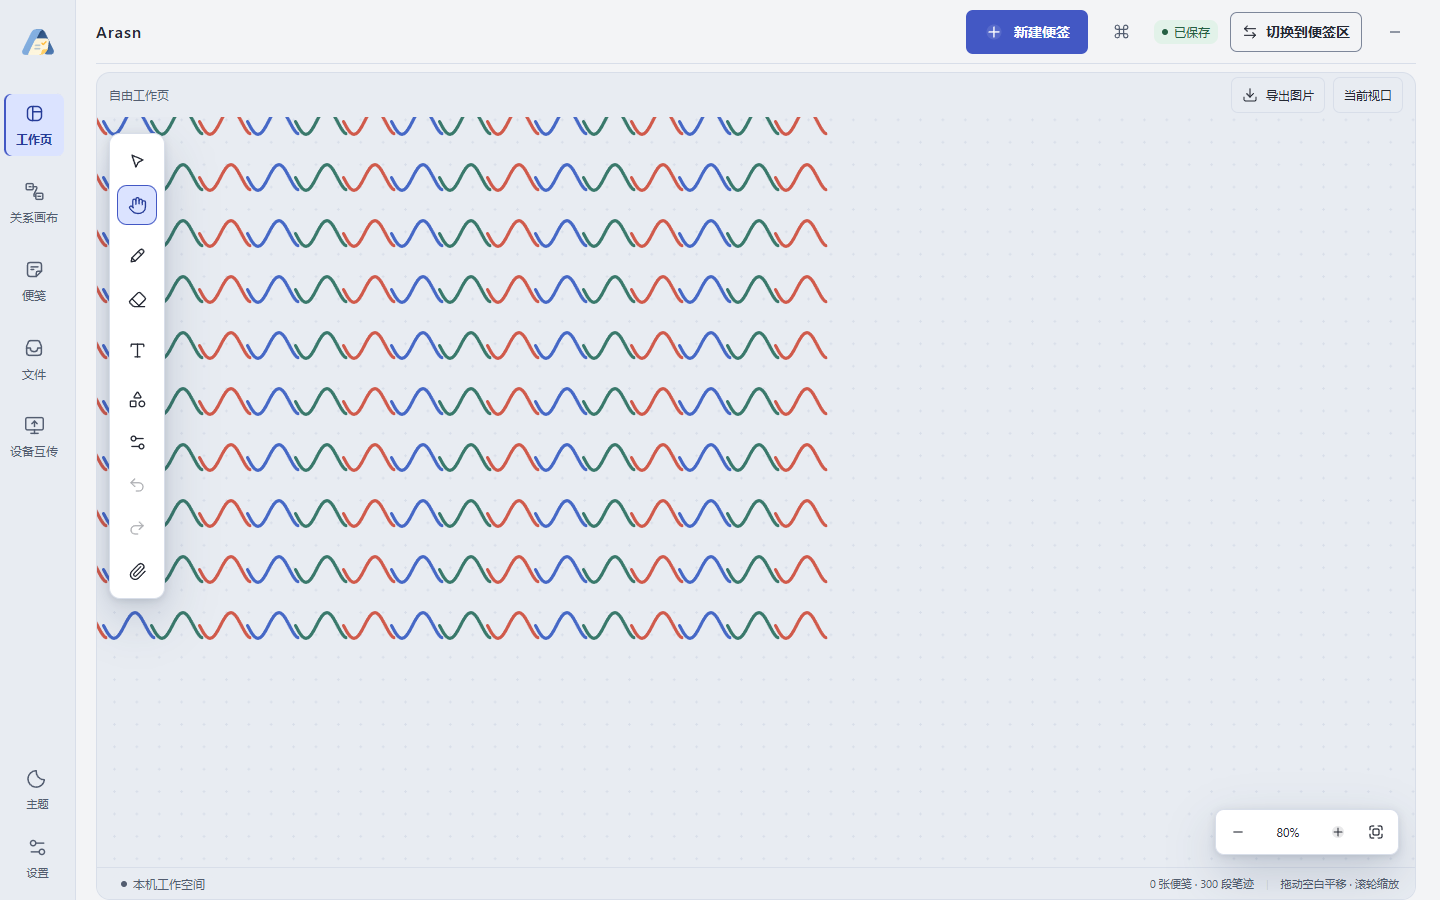 Arasn
新建便签
已保存
切换到便签区
工作页
关系画布
便笺
文件
设备互传
主题
设置
自由工作页
导出图片
当前视口
80%
本机工作空间
0 张便笺 · 300 段笔迹
拖动空白平移 · 滚轮缩放